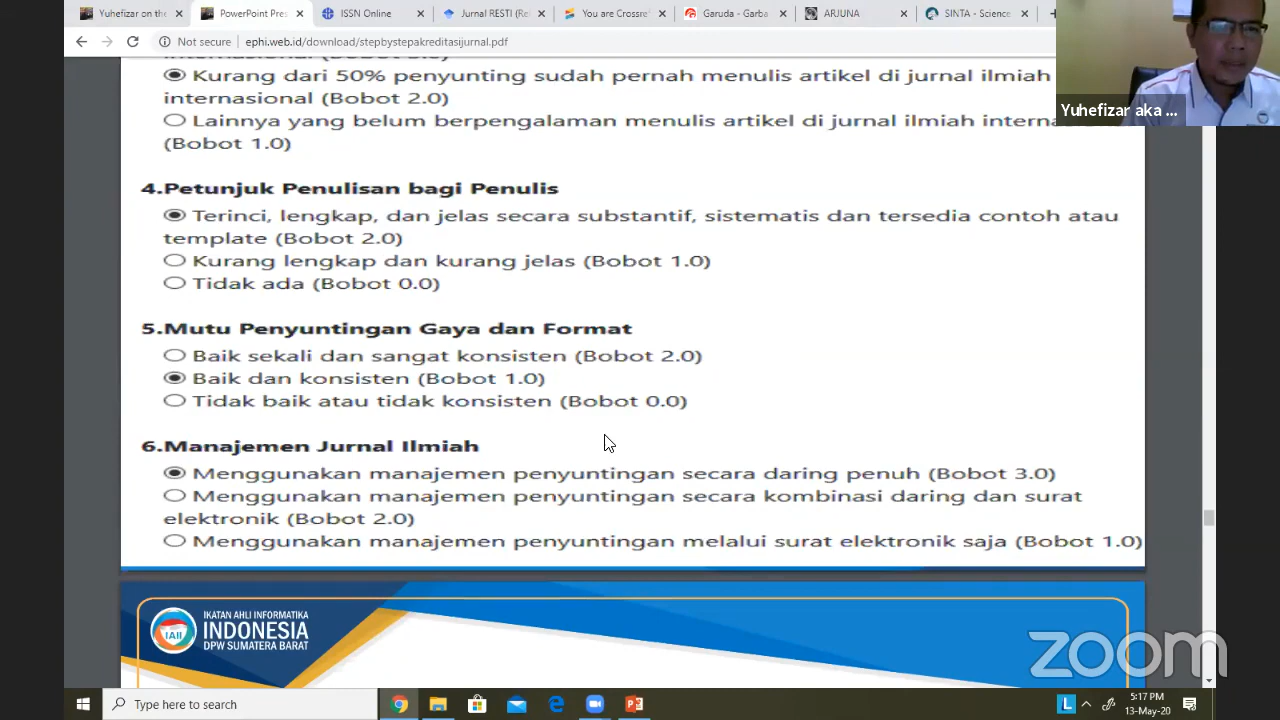 Yuhefizar on the
PowerPoint Pres
ISSN Online
Jurnal RESTI (Re
You are Crossre
Garuda - Garba
ARJUNA
SINTA - Science
Not secure
ephi.web.id/download/stepbystepakreditasijurnal.pdf
Yuhefizar aka ...
Kurang dari 50% penyunting sudah pernah menulis artikel di jurnal ilmiah
internasional (Bobot 2.0)
Lainnya yang belum berpengalaman menulis artikel di jurnal ilmiah interna
(Bobot 1.0)
4.Petunjuk Penulisan bagi Penulis
Terinci, lengkap, dan jelas secara substantif, sistematis dan tersedia contoh atau
template (Bobot 2.0)
Kurang lengkap dan kurang jelas (Bobot 1.0)
Tidak ada (Bobot 0.0)
5.Mutu Penyuntingan Gaya dan Format
Baik sekali dan sangat konsisten (Bobot 2.0)
Baik dan konsisten (Bobot 1.0)
Tidak baik atau tidak konsisten (Bobot 0.0)
6.Manajemen Jurnal Ilmiah
Menggunakan manajemen penyuntingan secara daring penuh (Bobot 3.0)
Menggunakan manajemen penyuntingan secara kombinasi daring dan surat
elektronik (Bobot 2.0)
Menggunakan manajemen penyuntingan melalui surat elektronik saja (Bobot 1.0)
IAII
IKATAN AHLI INFORMATIKA
INDONESIA
DPW SUMATERA BARAT
zoom
Type here to search
L
5:17 PM
13-May-20